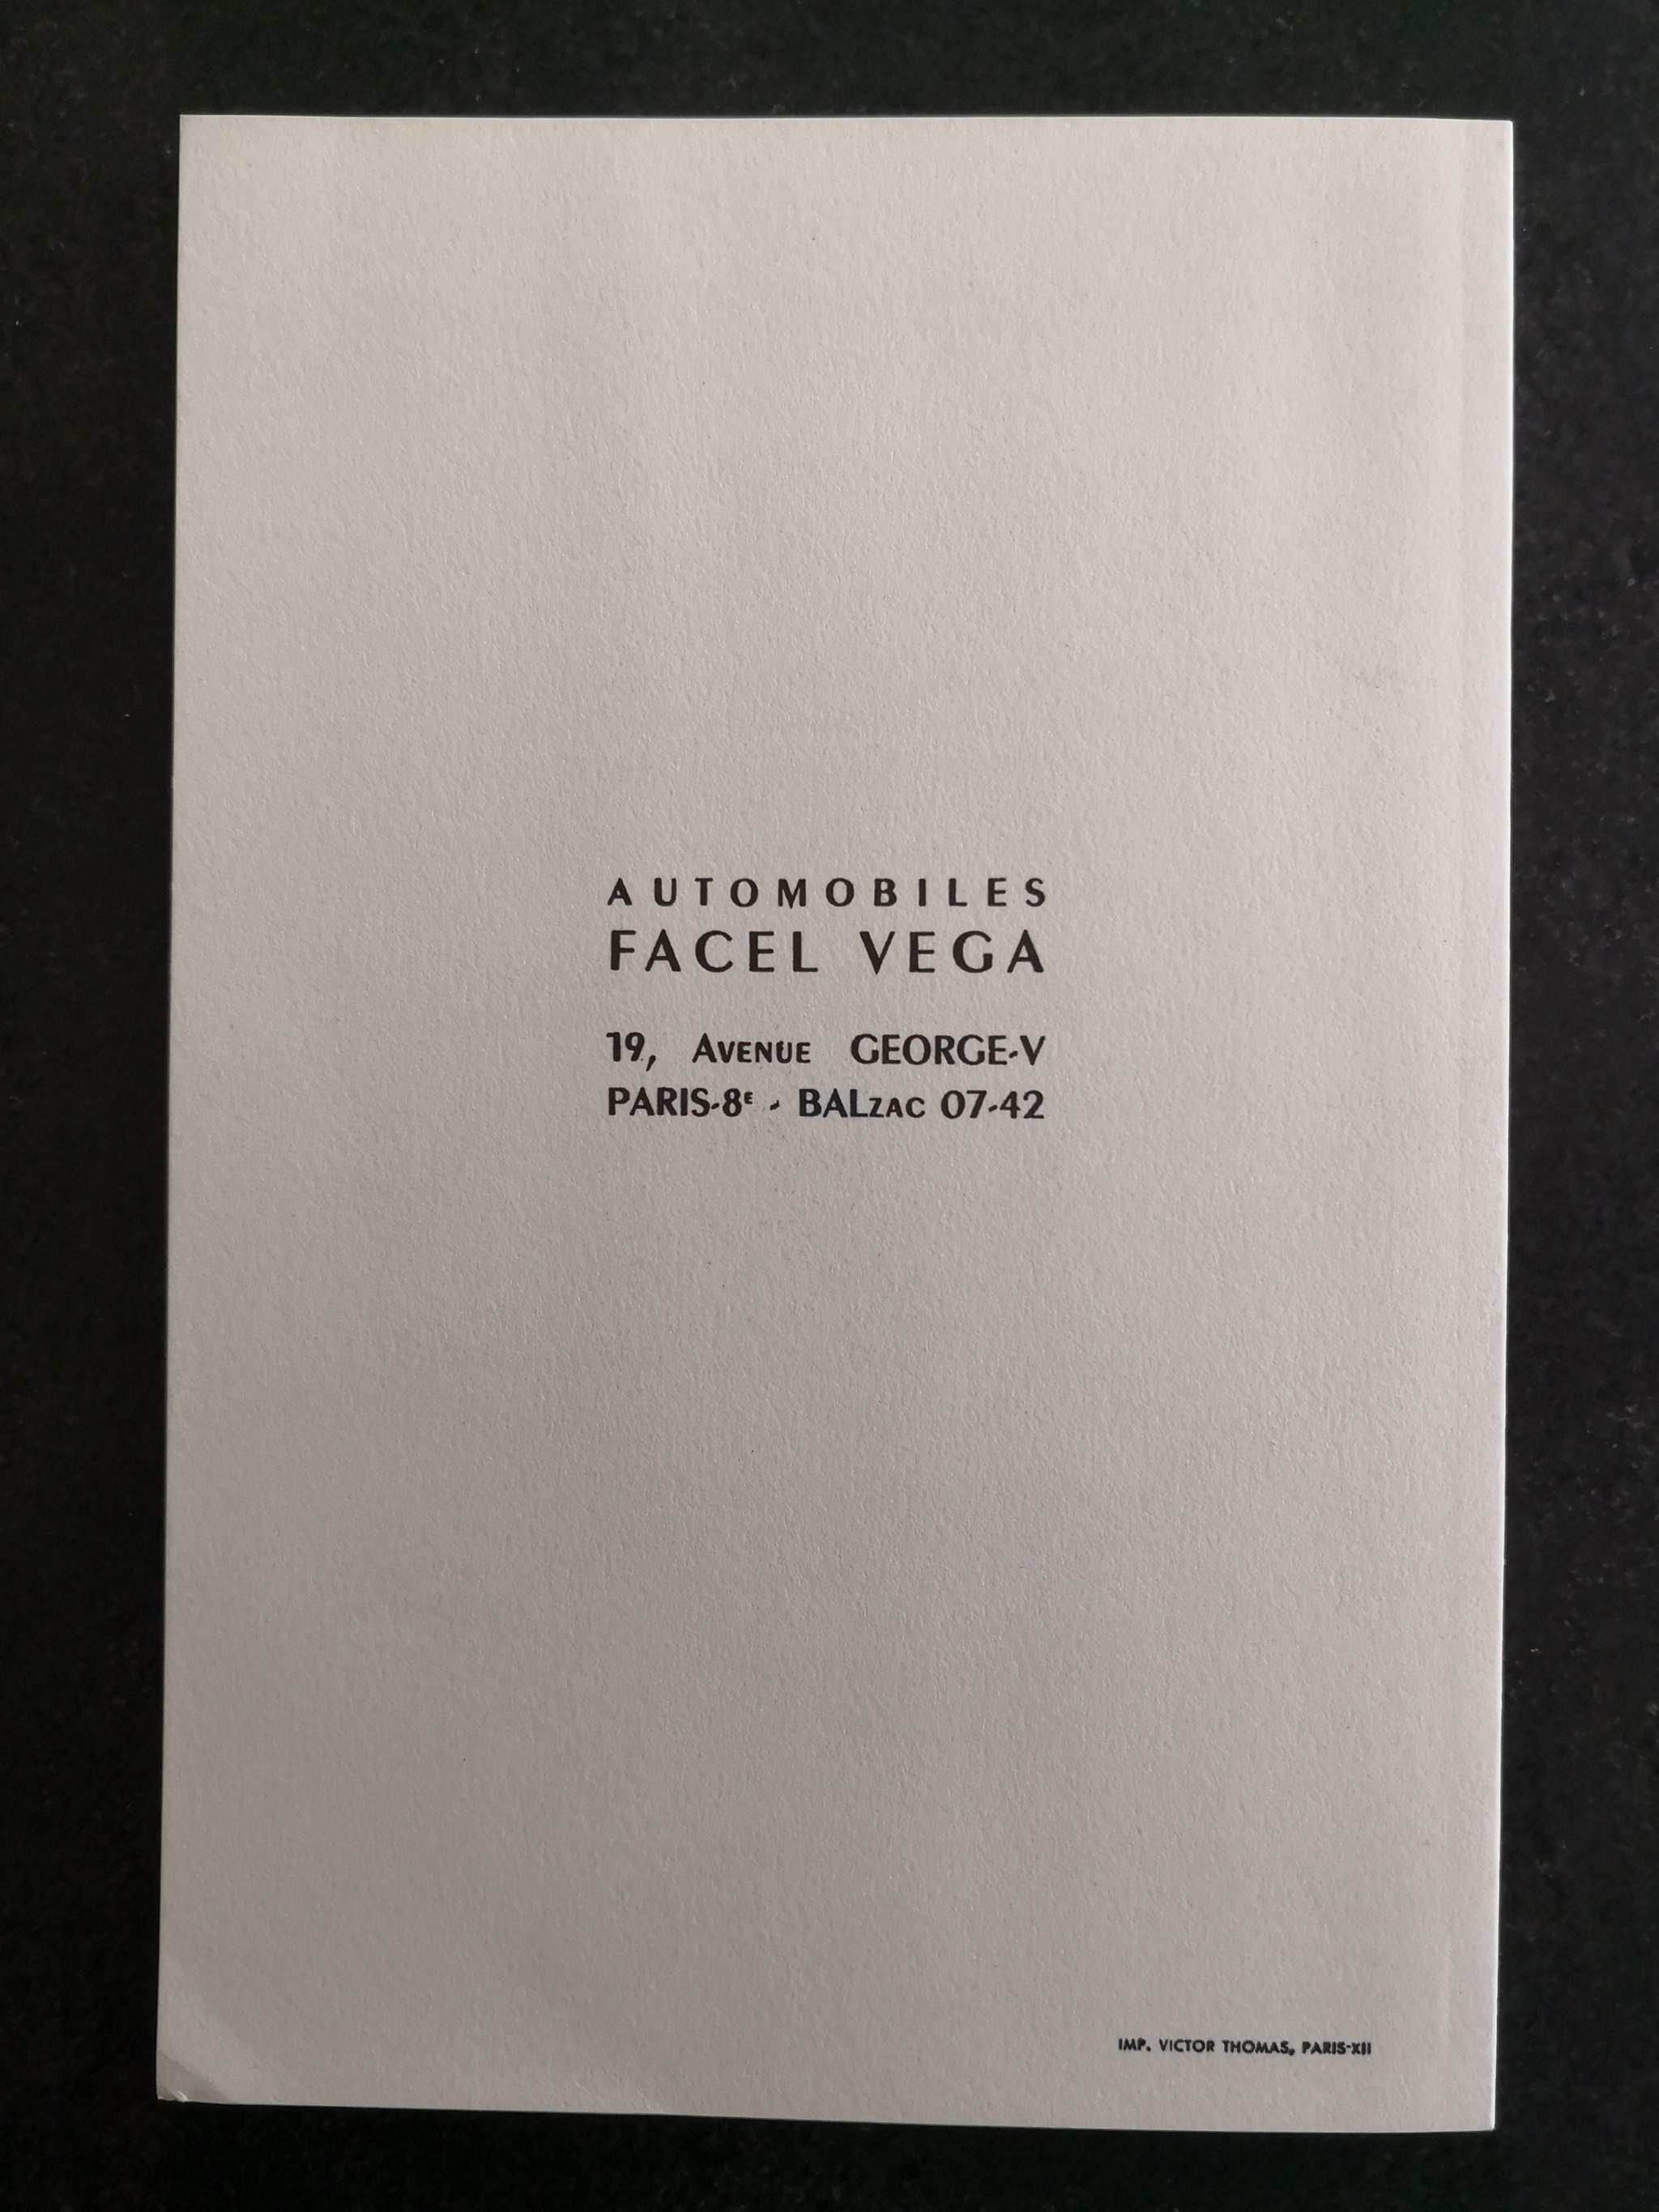 AUTOMOBILES
FACEL VEGA
19, AVENUE GEORGE-V
PARIS-8ᴱ - BALZAC 07-42
IMP. VICTOR THOMAS, PARIS-XII